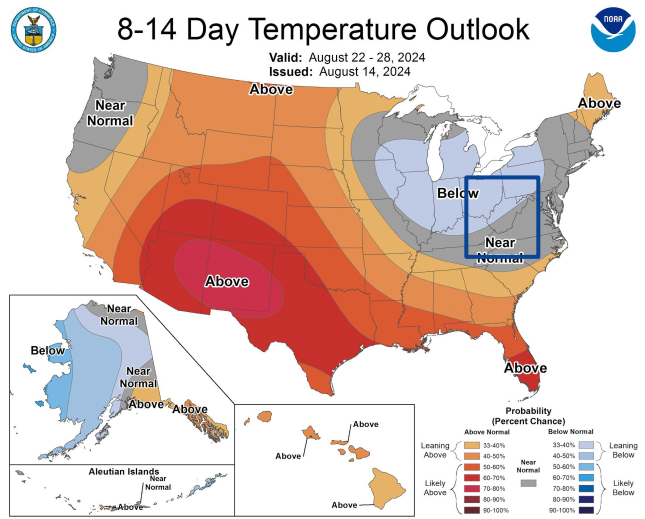 8-14 Day Temperature Outlook
Valid: August 22 - 28, 2024
Issued: August 14, 2024
NOAA
Above
Above
Near
Normal
Below
Near
Normal
Above
Above
Near
Normal
Below
Near
Normal
Above
Above
Aleutian Islands
Near
Normal
Above
Above
Above
Above
Probability
(Percent Chance)
Above Normal
Below Normal
Leaning
Above
33-40%
40-50%
Likely
Above
50-60%
60-70%
70-80%
80-90%
90-100%
Near
Normal
33-40%
40-50%
Leaning
Below
50-60%
60-70%
70-80%
80-90%
90-100%
Likely
Below